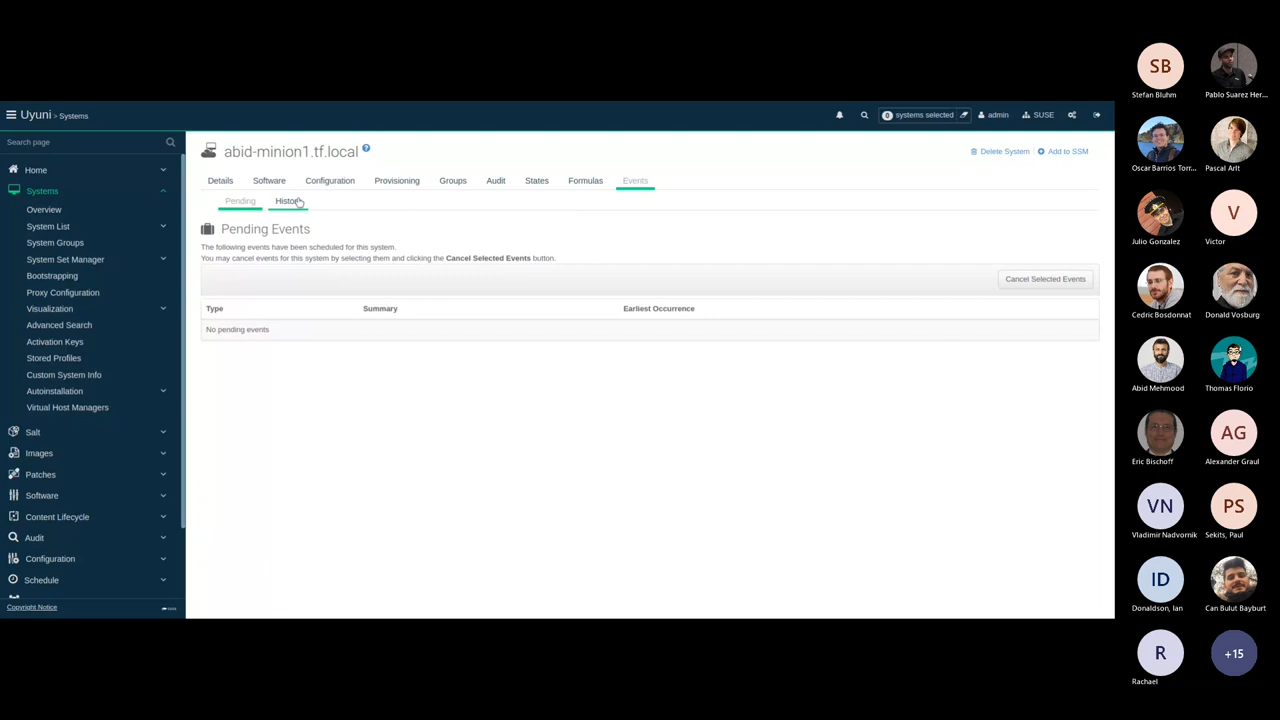 Uyuni > Systems
0 systems selected
admin
SUSE
Search page
Home
Systems
Overview
System List
System Groups
System Set Manager
Bootstrapping
Proxy Configuration
Visualization
Advanced Search
Activation Keys
Stored Profiles
Custom System Info
Autoinstallation
Virtual Host Managers
Salt
Images
Patches
Software
Content Lifecycle
Audit
Configuration
Schedule
Copyright Notice
abid-minion1.tf.local ?
Delete System | Add to SSM
Details Software Configuration Provisioning Groups Audit States Formulas Events
Pending History
Pending Events
The following events have been scheduled for this system.
You may cancel events for this system by selecting them and clicking the Cancel Selected Events button.
Cancel Selected Events
Type Summary Earliest Occurrence
No pending events
SB
Stefan Bluhm Pablo Suarez Her...
Oscar Barrios Torr... Pascal Arlt
V
Julio Gonzalez Victor
Cedric Bosdonnat Donald Vosburg
Abid Mehmood Thomas Florio
AG
Eric Bischoff Alexander Graul
VN PS
Vladimir Nadvornik Sekits, Paul
ID
Donaldson, Ian Can Bulut Bayburt
R +15
Rachael